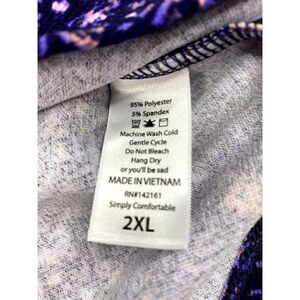 95% Polyester
5% Spandex
Machine Wash Cold
Gentle Cycle
Do Not Bleach
Hang Dry
or you'll be sad
MADE IN VIETNAM
RN#142161
Simply Comfortable
2XL